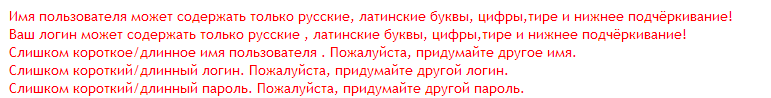 Имя пользователя может содержать только русские, латинские буквы, цифры,тире и нижнее подчёркивание!
Ваш логин может содержать только русские , латинские буквы, цифры,тире и нижнее подчёркивание!
Слишком короткое/длинное имя пользователя . Пожалуйста, придумайте другое имя.
Слишком короткий/длинный логин. Пожалуйста, придумайте другой логин.
Слишком короткий/длинный пароль. Пожалуйста, придумайте другой пароль.